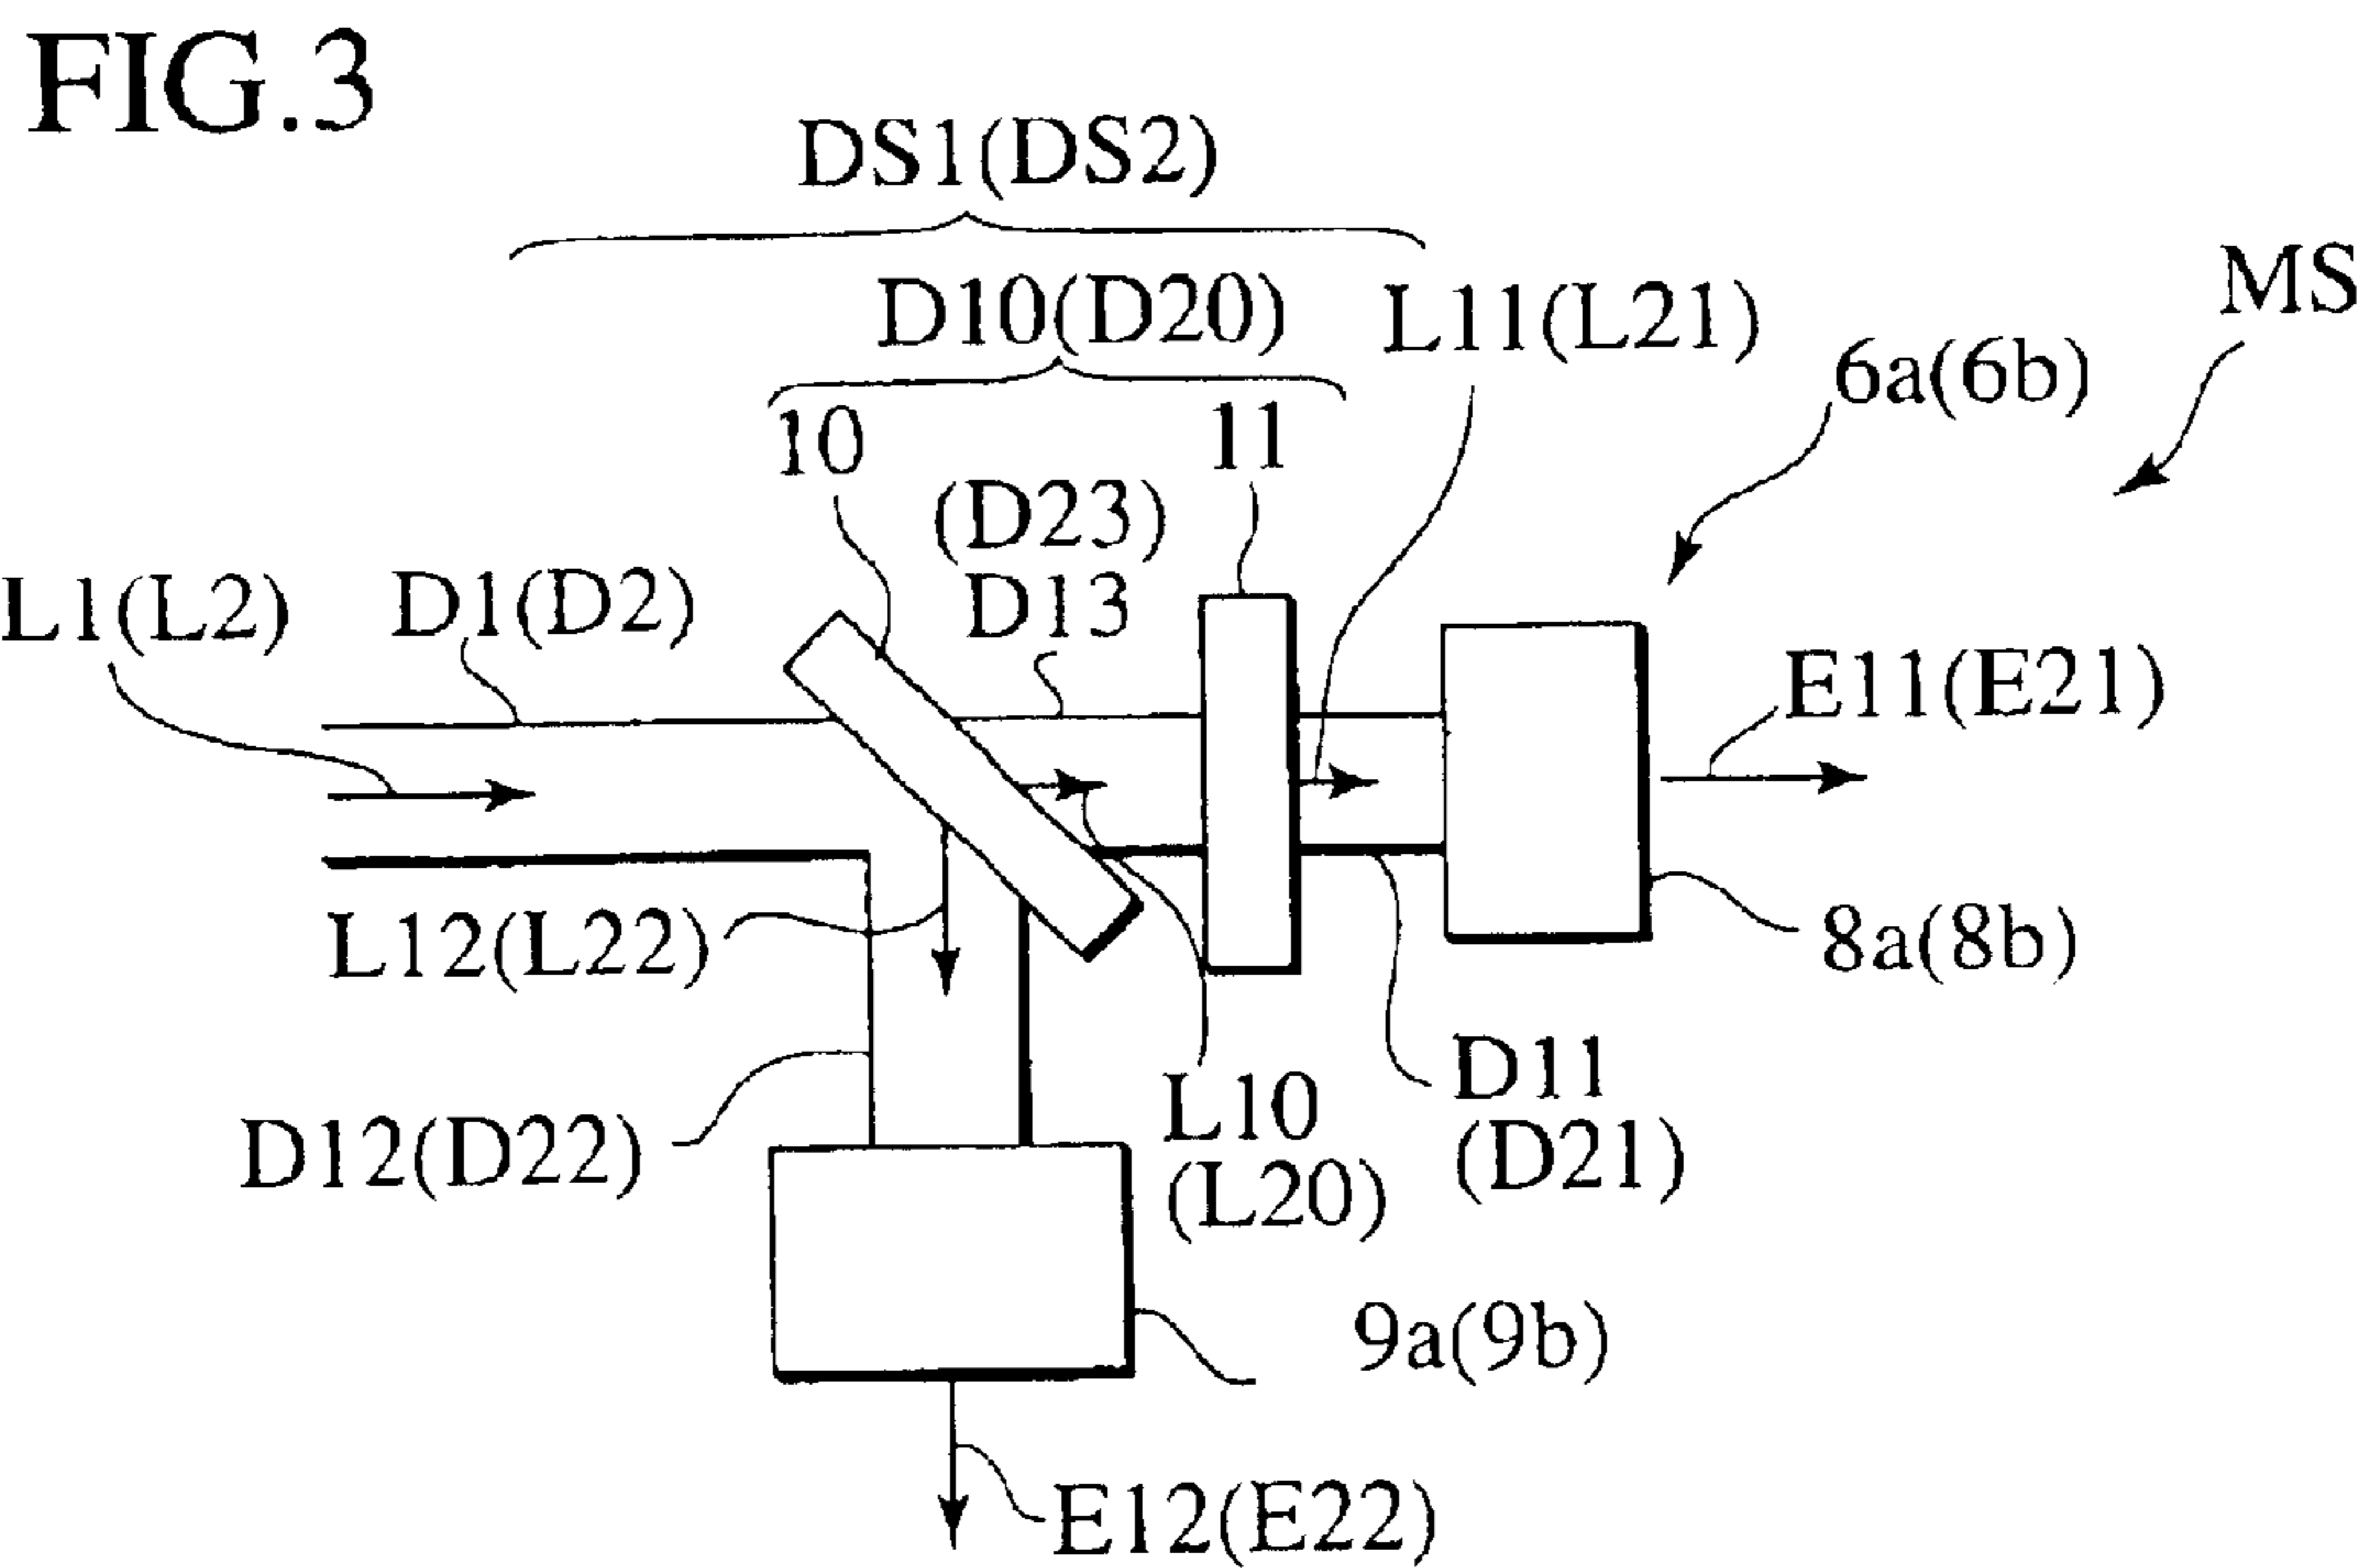 FIG.3
DS1(DS2)
MS
D10(D20)
L11(L21)
6a(6b)
10
11
(D23)
D13
L1(L2)
D1(D2)
E11(E21)
L12(L22)
8a(8b)
D11
(D21)
L10
(L20)
D12(D22)
9a(9b)
E12(E22)